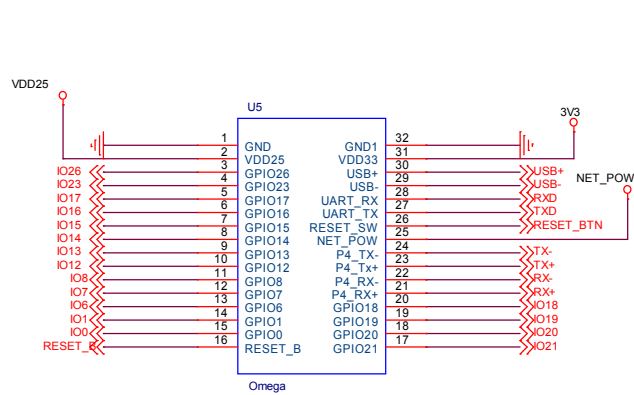 VDD25
U5
3V3
NET_POW
1 GND GND1 32
2 VDD25 VDD33 31
IO26 3 GPIO26 USB+ 30 USB+
IO23 4 GPIO23 USB- 29 USB-
IO17 5 GPIO17 UART_RX 28 RXD
IO16 6 GPIO16 UART_TX 27 TXD
IO15 7 GPIO15 RESET_SW 26 RESET_BTN
IO14 8 GPIO14 NET_POW 25
IO13 9 GPIO13 P4_TX- 24 TX-
IO12 10 GPIO12 P4_Tx+ 23 TX+
IO8 11 GPIO8 P4_RX- 22 RX-
IO7 12 GPIO7 P4_RX+ 21 RX+
IO6 13 GPIO6 GPIO18 20 IO18
IO1 14 GPIO1 GPIO19 19 IO19
IO0 15 GPIO0 GPIO20 18 IO20
RESET_B 16 RESET_B GPIO21 17 IO21
Omega